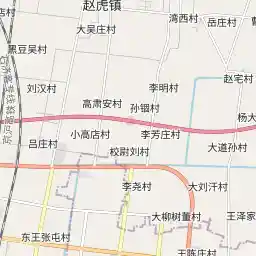 赵虎镇
湾西村
岳庄村
大吴庄村
黑豆吴村
赵宅村
刘汉村
李明村
高肃安村
孙锢村
杨大
小高店村
李芳庄村
吕庄村
校尉刘村
大道孙村
李尧村
大刘汗村
大柳树董村
王泽家
东王张屯村
王陈庄村